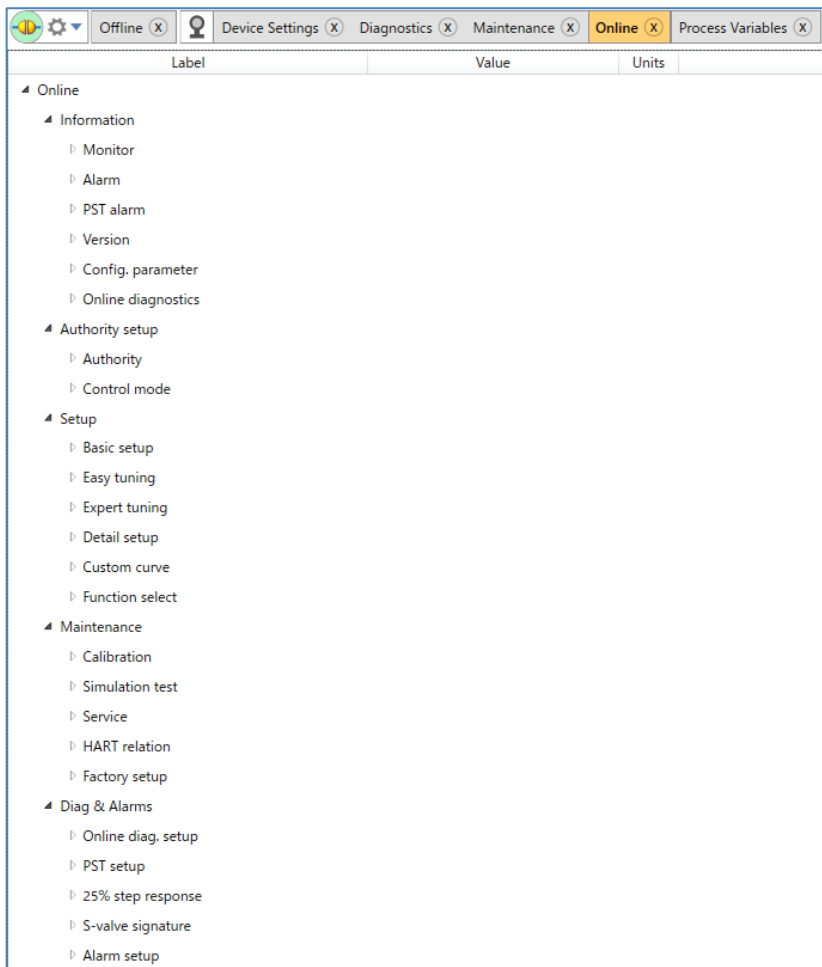 Offline x Device Settings x Diagnostics x Maintenance x Online x Process Variables x
Label Value Units
Online
Information
Monitor
Alarm
PST alarm
Version
Config. parameter
Online diagnostics
Authority setup
Authority
Control mode
Setup
Basic setup
Easy tuning
Expert tuning
Detail setup
Custom curve
Function select
Maintenance
Calibration
Simulation test
Service
HART relation
Factory setup
Diag & Alarms
Online diag. setup
PST setup
25% step response
S-valve signature
Alarm setup